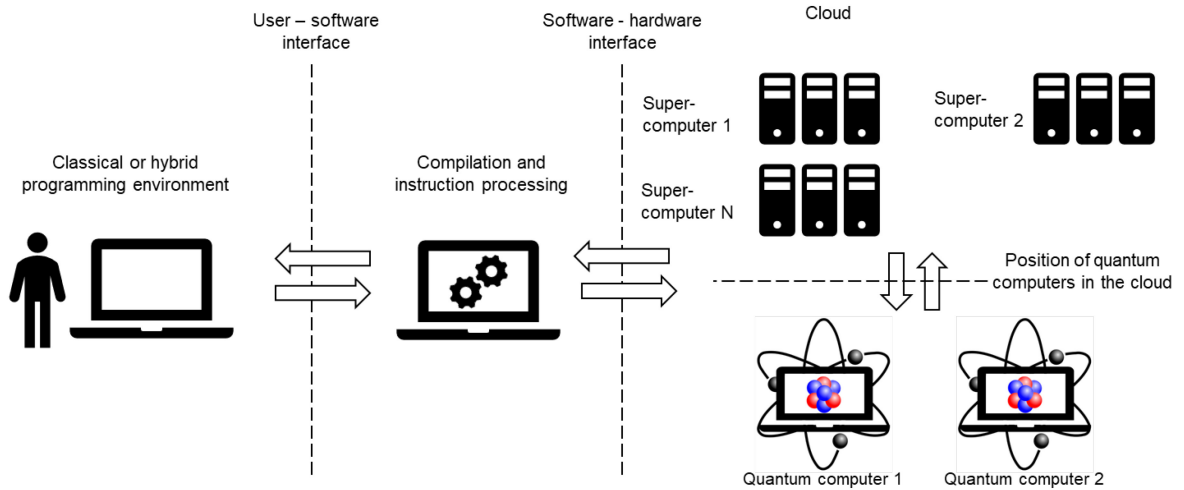 User – software
interface
Software - hardware
interface
Cloud
Super-
computer 1
Super-
computer 2
Classical or hybrid
programming environment
Compilation and
instruction processing
Super-
computer N
Position of quantum
computers in the cloud
Quantum computer 1
Quantum computer 2